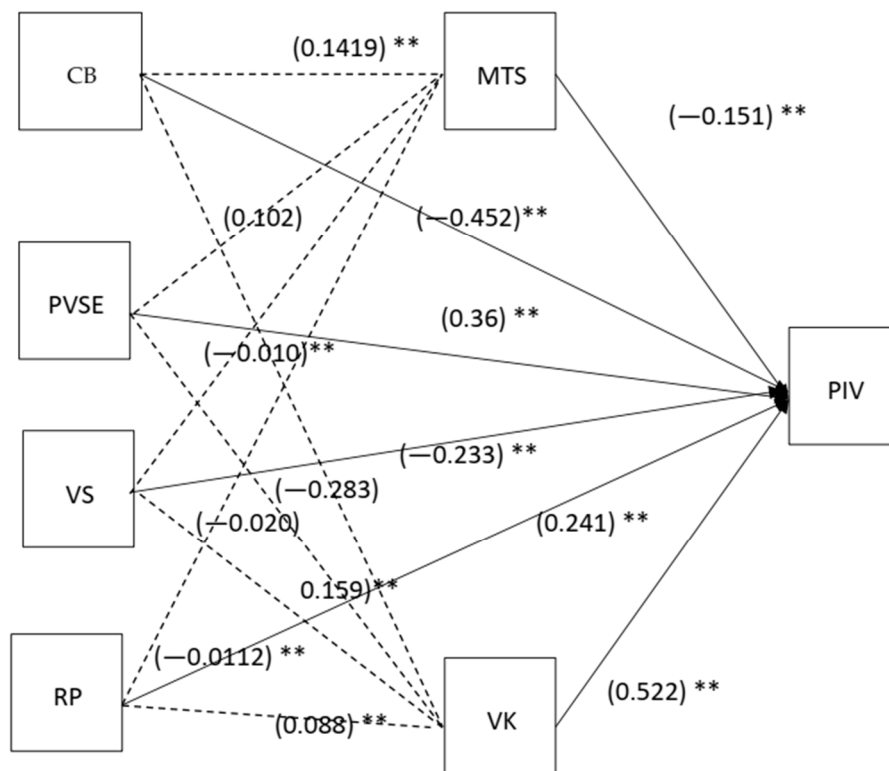 (0.1419) **
CB
MTS
(—0.151) **
(0.102)
(—0.452)**
PVSE
(0.36) **
(—0.010)**
PIV
(—0.233) **
VS
(—0.283)
(—0.020)
(0.241) **
0.159)**
(—0.0112) **
RP
(0.522) **
(0.088) **
VK